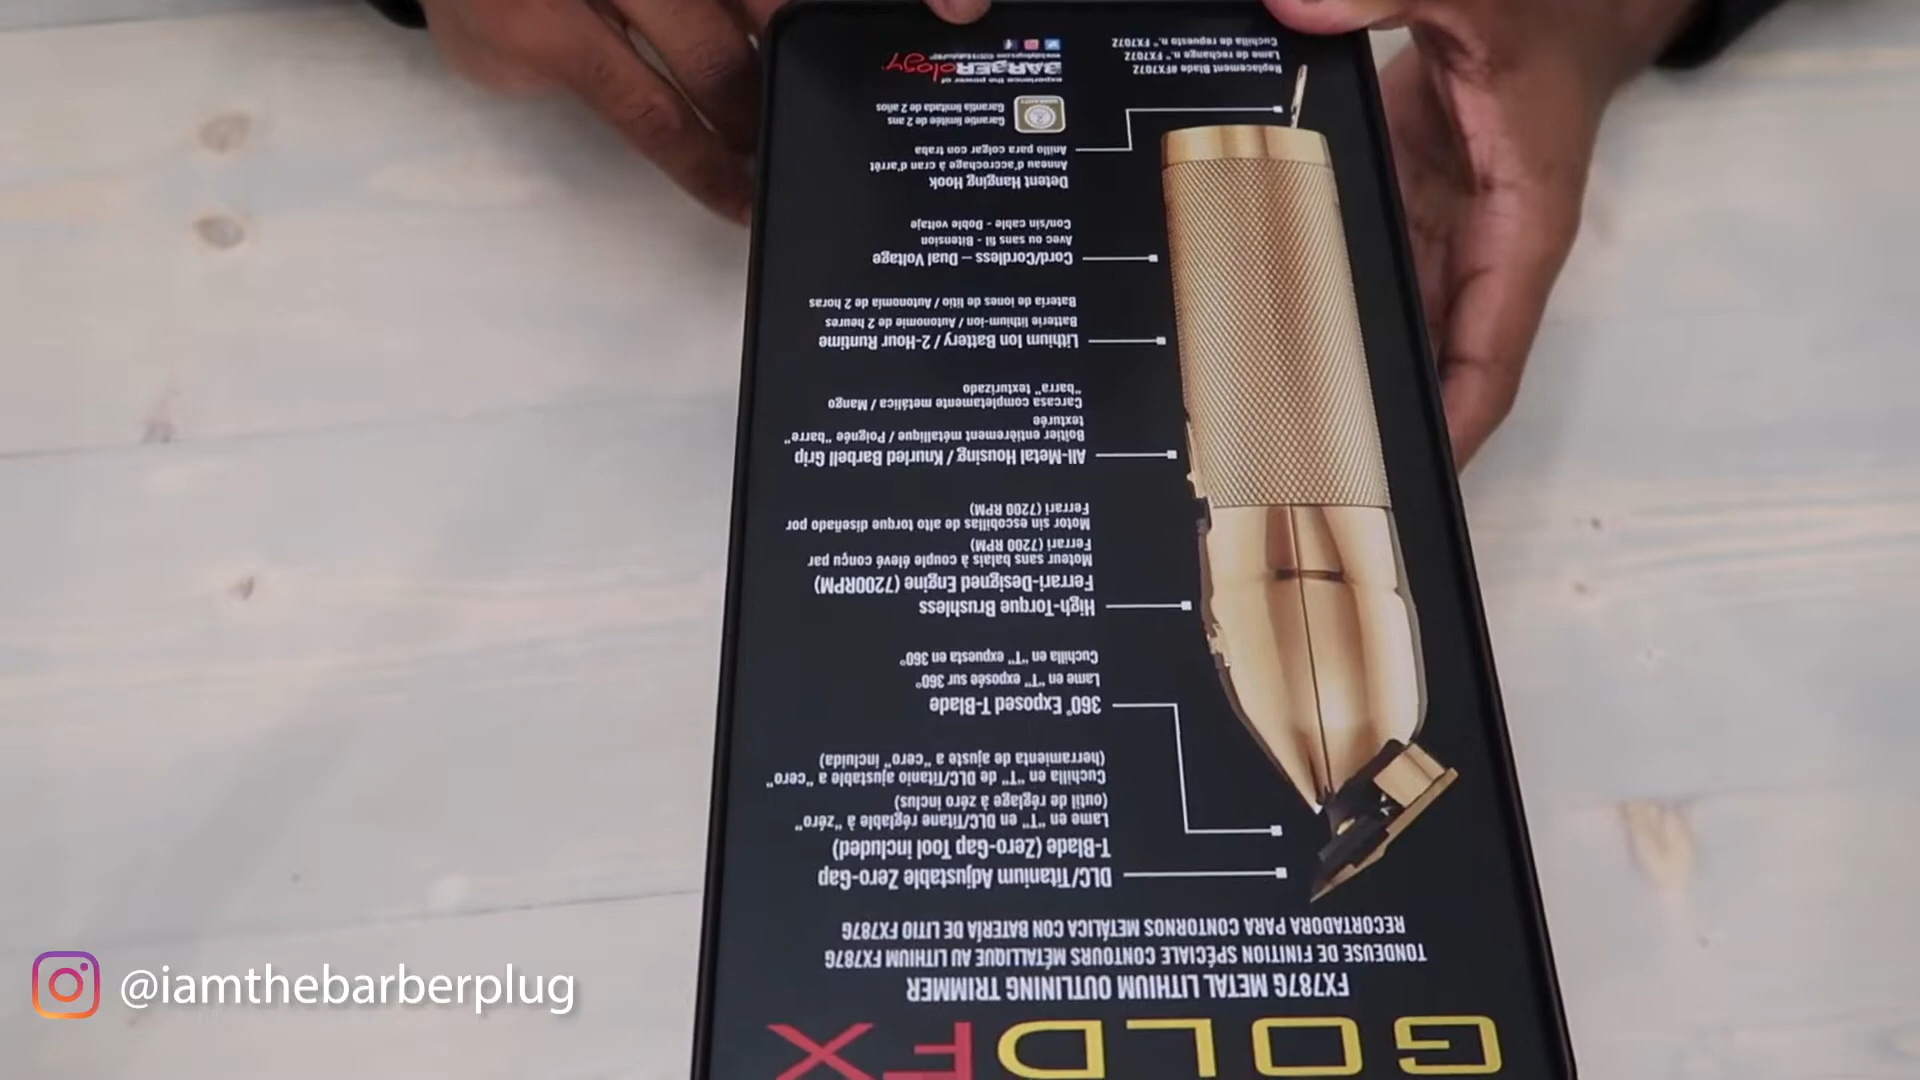 GOLDFX
FX787G METAL LITHIUM OUTLINING TRIMMER
TONDEUSE DE FINITION SPÉCIALE CONTOURS MÉTALLIQUE AU LITHIUM FX787G
RECORTADORA PARA CONTORNOS METÁLICA CON BATERÍA DE LITIO FX787G
DLC/Titanium Adjustable Zero-Gap
T-Blade (Zero-Gap Tool included)
Lame en "T" en DLC/Titane réglable à "zéro"
(outil de réglage à zéro inclus)
Cuchilla en "T" de DLC/Titanio ajustable a "cero"
(herramienta de ajuste a "cero" incluida)
360° Exposed T-Blade
Lame en "T" exposée sur 360°
Cuchilla en "T" expuesta en 360°
High-Torque Brushless
Ferrari-Designed Engine (7200RPM)
Moteur sans balais à couple élevé conçu par
Ferrari (7200 RPM)
Motor sin escobillas de alto torque diseñado por
Ferrari (7200 RPM)
All-Metal Housing / Knurled Barbell Grip
Boîtier entièrement métallique / Poignée "barre"
texturée
Carcasa completamente metálica / Mango
"barra" texturizado
Lithium Ion Battery / 2-Hour Runtime
Batterie lithium-ion / Autonomie de 2 heures
Batería de iones de litio / Autonomía de 2 horas
Cord/Cordless – Dual Voltage
Avec ou sans fil - Bitension
Con/sin cable - Doble voltaje
Detent Hanging Hook
Anneau d'accrochage à cran d'arrêt
Anillo para colgar con traba
Garantie limitée de 2 ans
Garantía limitada de 2 años
Replacement Blade #FX707Z
Lame de rechange n.° FX707Z
Cuchilla de repuesto n.° FX707Z
experience the power of
BARBERology
@iamthebarberplug